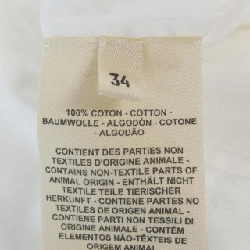 34
100% COTON - COTTON -
BAUMWOLLE - ALGODÓN - COTONE
- ALGODÃO
CONTIENT DES PARTIES NON
TEXTILES D'ORIGINE ANIMALE -
CONTAINS NON-TEXTILE PARTS OF
ANIMAL ORIGIN - ENTHÄLT NICHT
TEXTILE TEILE TIERISCHER
HERKUNFT - CONTIENE PARTES NO
TEXTILES DE ORIGEN ANIMAL -
CONTIENE PARTI NON TESSILI DI
ORIGINE ANIMALE - CONTÉM
ELEMENTOS NÃO-TÊXTEIS DE
ORIGEM ANIMAL